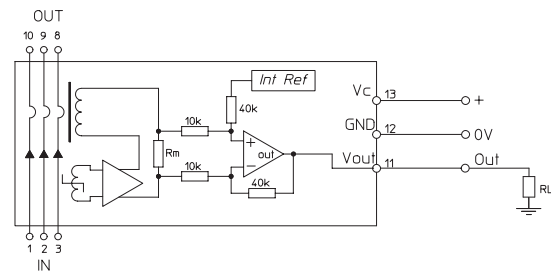 OUT
10 9 8
Int Ref
Vc 13 +
40k
10k
GND 12 0V
Rm
+
out
Vout 11 Out
−
10k
40k
RL
1 2 3
IN